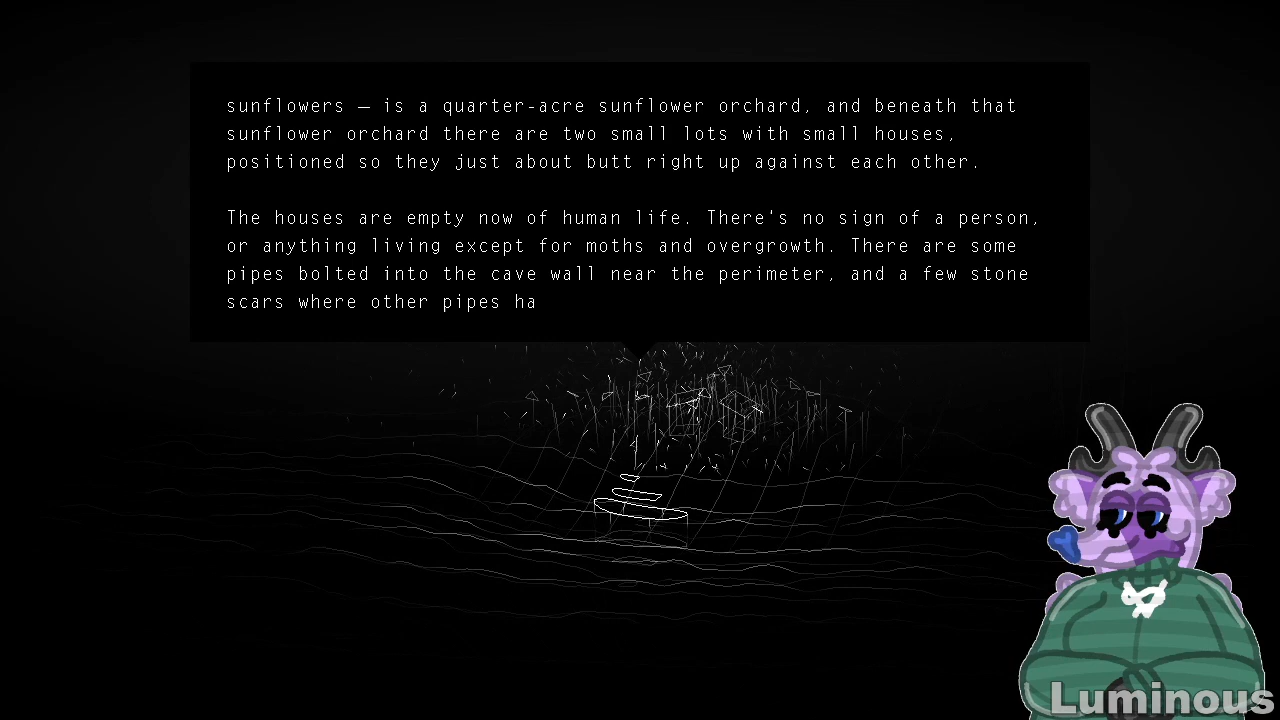 sunflowers — is a quarter-acre sunflower orchard, and beneath that
sunflower orchard there are two small lots with small houses,
positioned so they just about butt right up against each other.
The houses are empty now of human life. There's no sign of a person,
or anything living except for moths and overgrowth. There are some
pipes bolted into the cave wall near the perimeter, and a few stone
scars where other pipes ha
Luminous